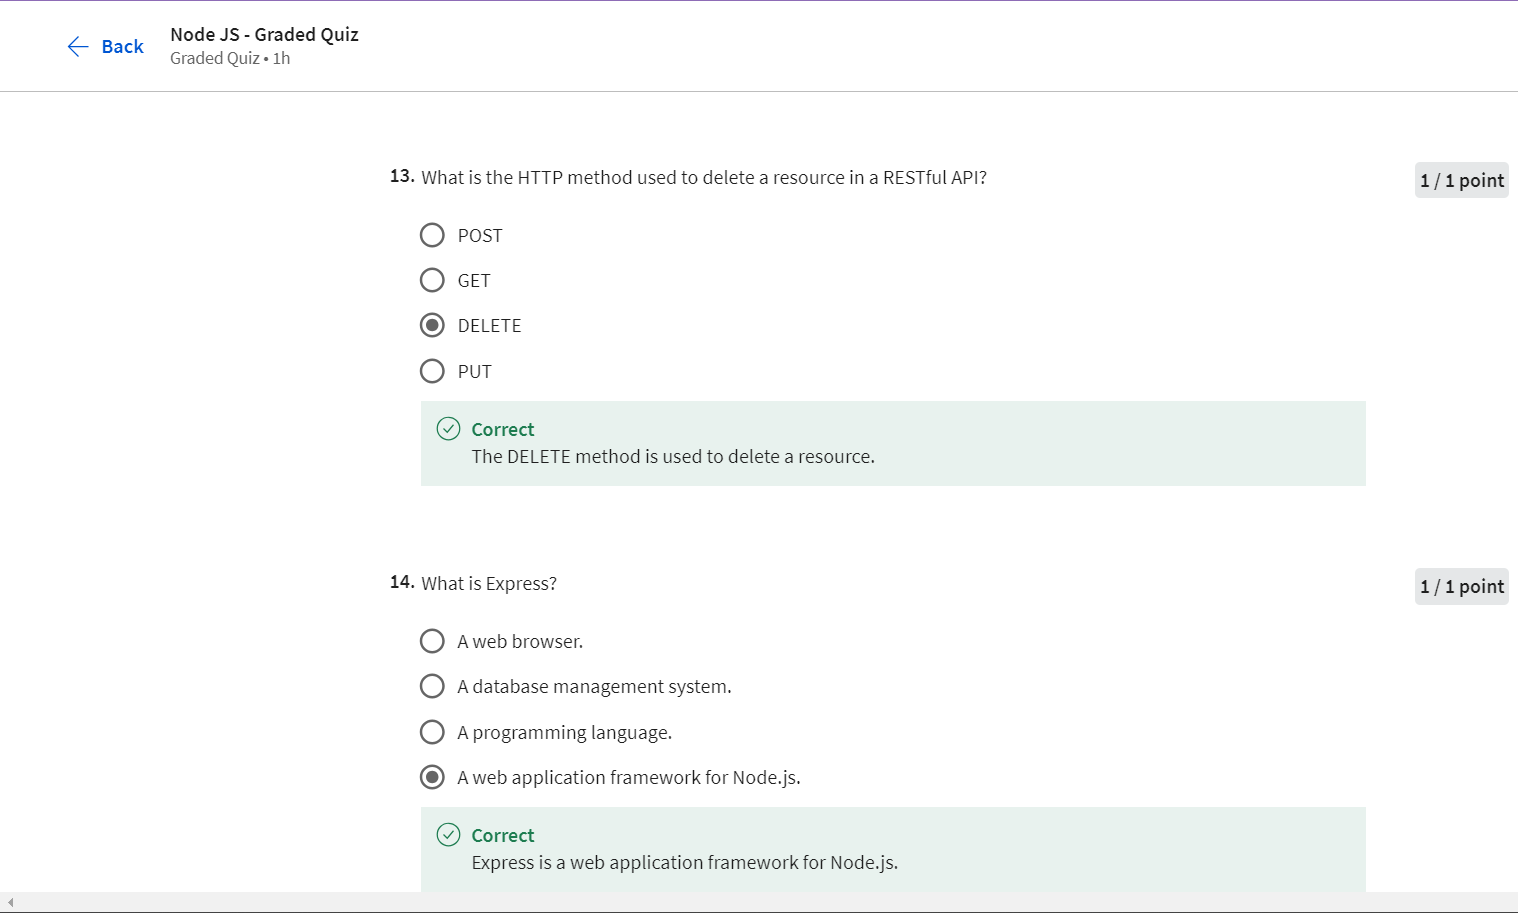 Back
Node JS - Graded Quiz
Graded Quiz • 1h
13. What is the HTTP method used to delete a resource in a RESTful API?
1 / 1 point
POST
GET
DELETE
PUT
Correct
The DELETE method is used to delete a resource.
14. What is Express?
1 / 1 point
A web browser.
A database management system.
A programming language.
A web application framework for Node.js.
Correct
Express is a web application framework for Node.js.